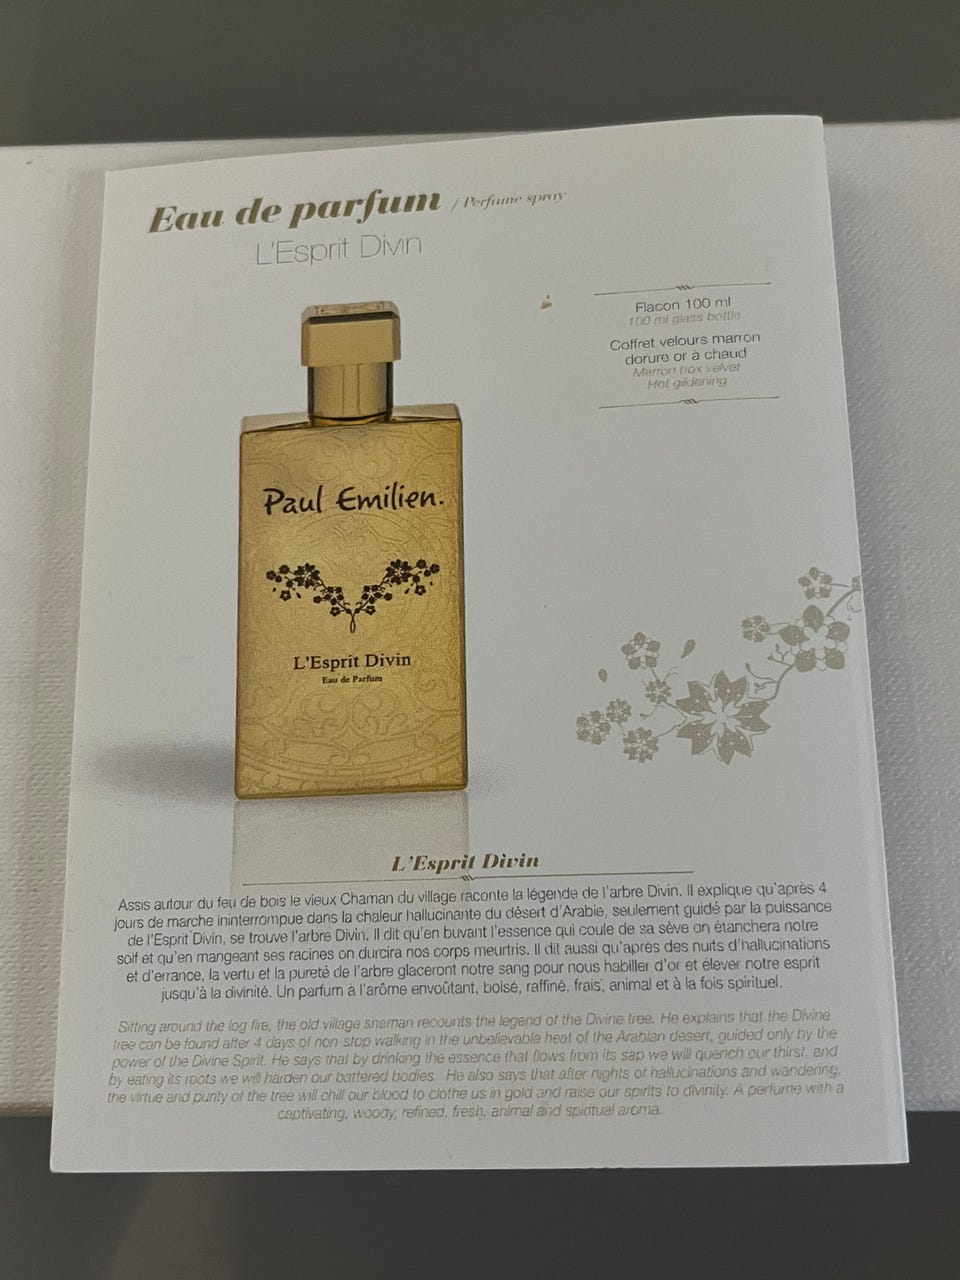 Eau de parfum / Perfume spray
L'Esprit Divin
Flacon 100 ml
100 ml glass bottle
Coffret velours marron
dorure or à chaud
Marron box velvet
Hot gildening
Paul Emilien.
L'Esprit Divin
Eau de Parfum
L'Esprit Divin
Assis autour du feu de bois le vieux Chaman du village raconte la légende de l'arbre Divin. Il explique qu'après 4
jours de marche ininterrompue dans la chaleur hallucinante du désert d'Arabie, seulement guidé par la puissance
de l'Esprit Divin, se trouve l'arbre Divin. Il dit qu'en buvant l'essence qui coule de sa sève on étanchera notre
soif et qu'en mangeant ses racines on durcira nos corps meurtris. Il dit aussi qu'après des nuits d'hallucinations
et d'errance, la vertu et la pureté de l'arbre glaceront notre sang pour nous habiller d'or et élever notre esprit
jusqu'à la divinité. Un parfum à l'arôme envoûtant, boisé, raffiné, frais, animal et à la fois spirituel.
Sitting around the log fire, the old village shaman recounts the legend of the Divine tree. He explains that the Divine
tree can be found after 4 days of non stop walking in the unbelievable heat of the Arabian desert, guided only by the
power of the Divine Spirit. He says that by drinking the essence that flows from its sap we will quench our thirst, and
by eating its roots we will harden our battered bodies. He also says that after nights of hallucinations and wandering,
the virtue and purity of the tree will chill our blood to clothe us in gold and raise our spirits to divinity. A perfume with a
captivating, woody, refined, fresh, animal and spiritual aroma.